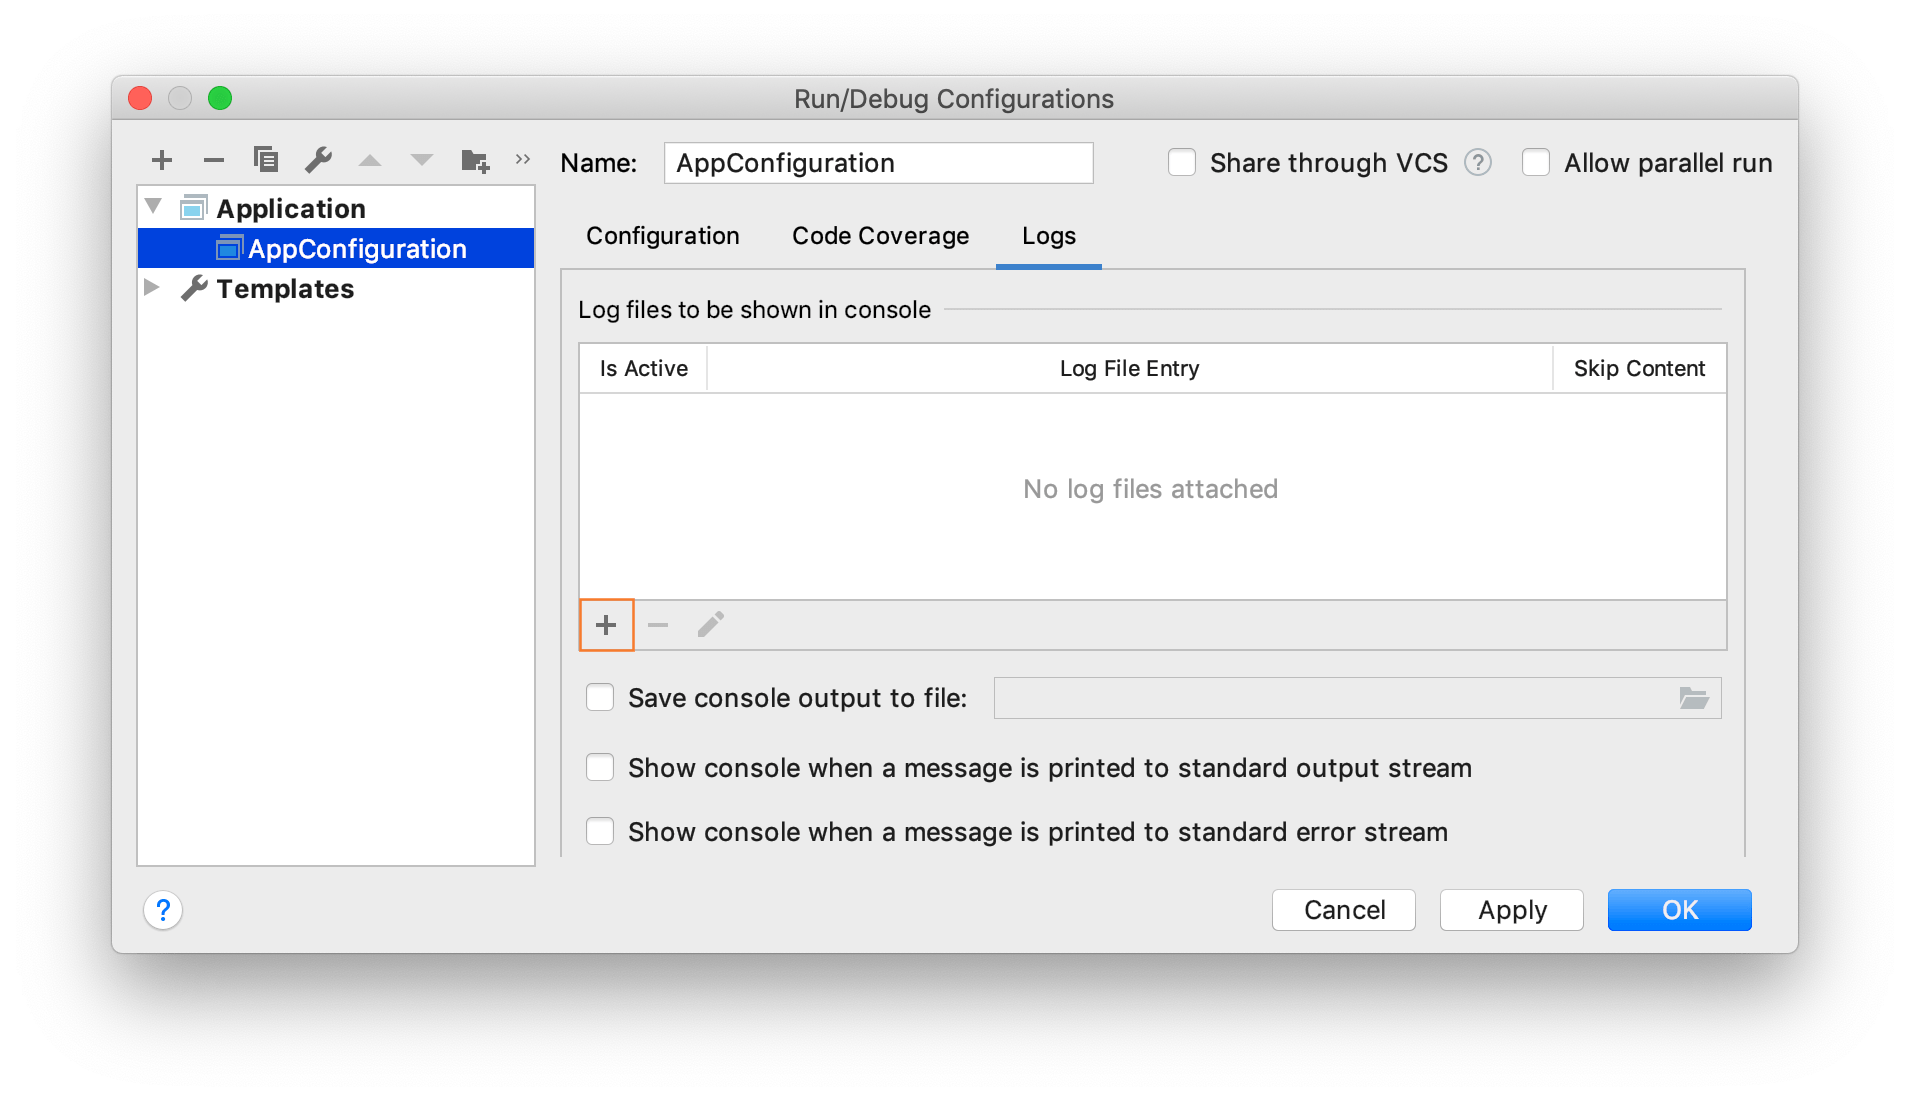 Run/Debug Configurations
Name: AppConfiguration Share through VCS ? Allow parallel run
Application
AppConfiguration
Templates
Configuration Code Coverage Logs
Log files to be shown in console
Is Active Log File Entry Skip Content
No log files attached
Save console output to file:
Show console when a message is printed to standard output stream
Show console when a message is printed to standard error stream
? Cancel Apply OK